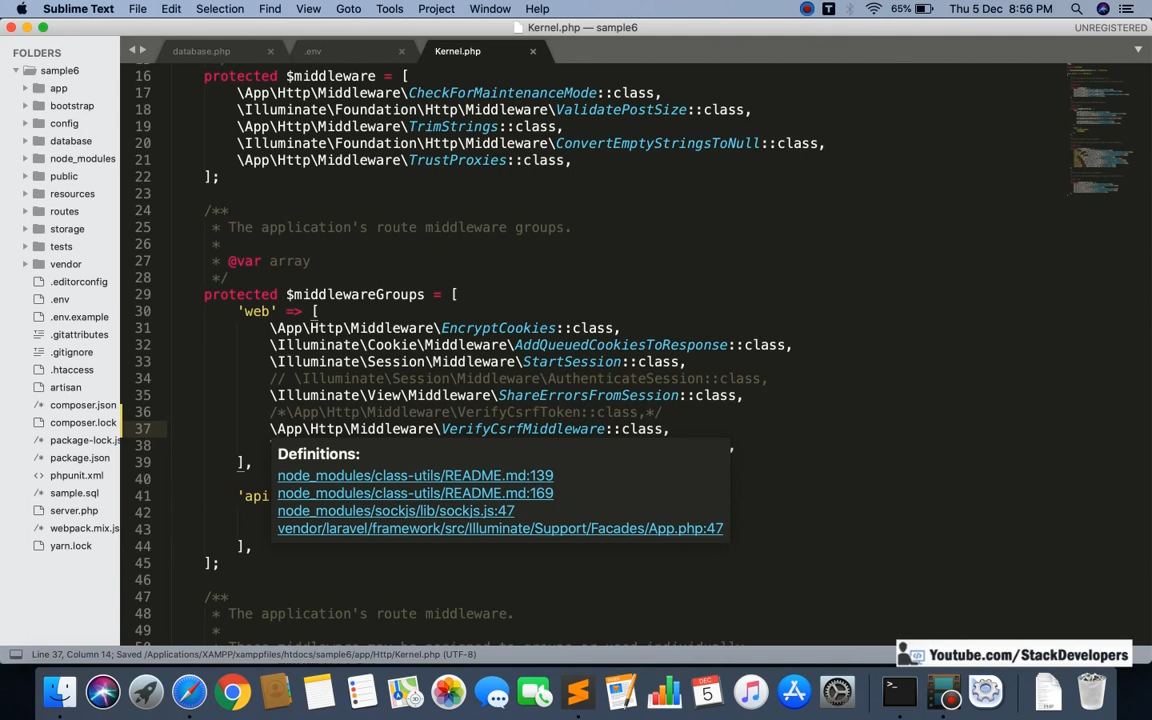 Sublime Text File Edit Selection Find View Goto Tools Project Window Help 65% Thu 5 Dec 8:56 PM
Kernel.php — sample6 UNREGISTERED
FOLDERS
sample6
app
bootstrap
config
database
node_modules
public
resources
routes
storage
tests
vendor
.editorconfig
.env
.env.example
.gitattributes
.gitignore
.htaccess
artisan
composer.json
composer.lock
package-lock.js
package.json
phpunit.xml
sample.sql
server.php
webpack.mix.js
yarn.lock
database.php .env Kernel.php
16 protected $middleware = [
17 \App\Http\Middleware\CheckForMaintenanceMode::class,
18 \Illuminate\Foundation\Http\Middleware\ValidatePostSize::class,
19 \App\Http\Middleware\TrimStrings::class,
20 \Illuminate\Foundation\Http\Middleware\ConvertEmptyStringsToNull::class,
21 \App\Http\Middleware\TrustProxies::class,
22 ];
23
24 /**
25 * The application's route middleware groups.
26 *
27 * @var array
28 */
29 protected $middlewareGroups = [
30 'web' => [
31 \App\Http\Middleware\EncryptCookies::class,
32 \Illuminate\Cookie\Middleware\AddQueuedCookiesToResponse::class,
33 \Illuminate\Session\Middleware\StartSession::class,
34 // \Illuminate\Session\Middleware\AuthenticateSession::class,
35 \Illuminate\View\Middleware\ShareErrorsFromSession::class,
36 /*\App\Http\Middleware\VerifyCsrfToken::class,*/
37 \App\Http\Middleware\VerifyCsrfMiddleware::class,
38
39 ],
40
41 'api
42
43
44 ],
45 ];
46
47 /**
48 * The application's route middleware.
49 *
Definitions:
node_modules/class-utils/README.md:139
node_modules/class-utils/README.md:169
node_modules/sockjs/lib/sockjs.js:47
vendor/laravel/framework/src/Illuminate/Support/Facades/App.php:47
Line 37, Column 14; Saved /Applications/XAMPP/xamppfiles/htdocs/sample6/app/Http/Kernel.php (UTF-8)
Youtube.com/StackDevelopers